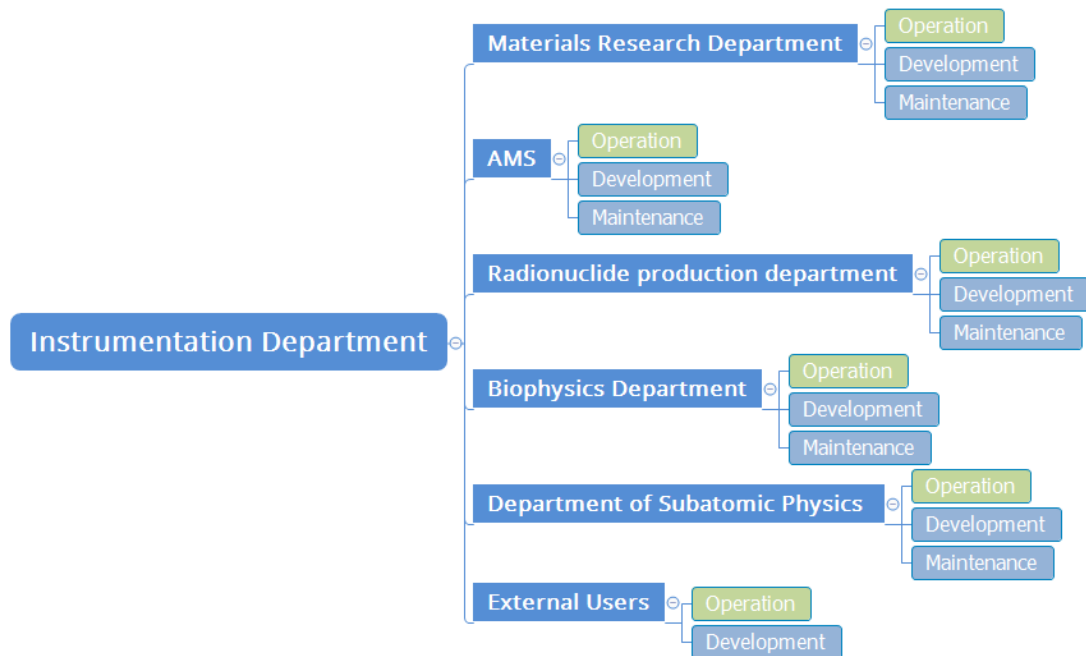 Materials Research Department
Operation
Development
Maintenance
AMS
Operation
Development
Maintenance
Radionuclide production department
Operation
Development
Maintenance
Instrumentation Department
Biophysics Department
Operation
Development
Maintenance
Department of Subatomic Physics
Operation
Development
Maintenance
External Users
Operation
Development